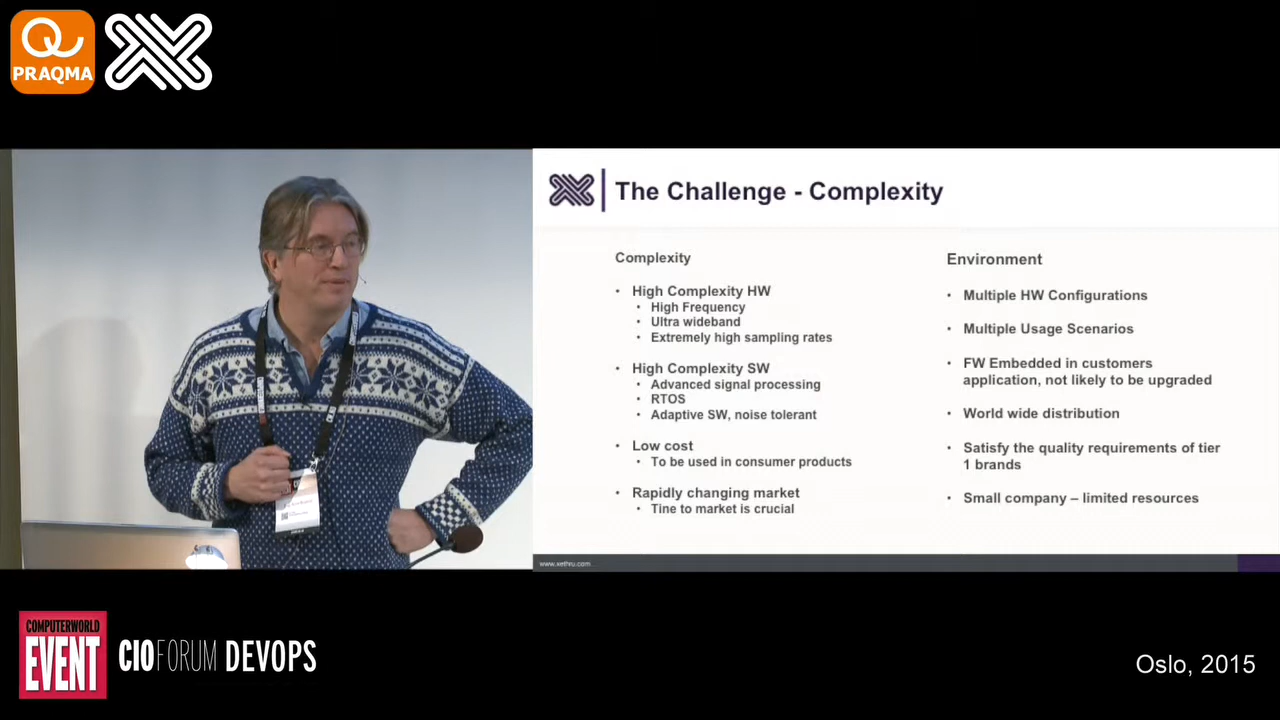 PRAQMA
The Challenge - Complexity
Complexity
• High Complexity HW
• High Frequency
• Ultra wideband
• Extremely high sampling rates
• High Complexity SW
• Advanced signal processing
• RTOS
• Adaptive SW, noise tolerant
• Low cost
• To be used in consumer products
• Rapidly changing market
• Tine to market is crucial
Environment
• Multiple HW Configurations
• Multiple Usage Scenarios
• FW Embedded in customers
application, not likely to be upgraded
• World wide distribution
• Satisfy the quality requirements of tier
1 brands
• Small company – limited resources
www.xethru.com
COMPUTERWORLD
EVENT
CIOFORUM DEVOPS
Oslo, 2015